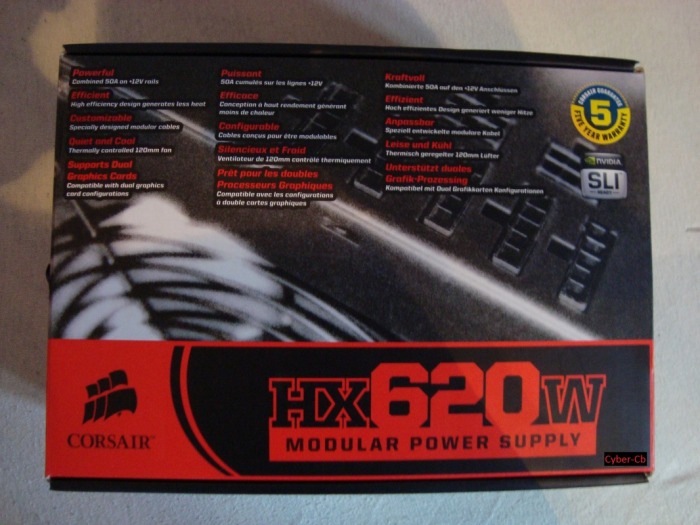 Powerful
Combined 50A on +12V rails
Efficient
High efficiency design generates less heat
Customizable
Specially designed modular cables
Quiet and Cool
Thermally controlled 120mm fan
Supports Dual
Graphics Cards
Compatible with dual graphics
card configurations
Puissant
50A cumulés sur les lignes +12V
Efficace
Conception à haut rendement générant
moins de chaleur
Configurable
Cables conçus pour être modulables
Silencieux et Froid
Ventilateur de 120mm contrôle thermiquement
Prêt pour les doubles
Processeurs Graphiques
Compatible avec les configurations
à double cartes graphiques
Kraftvoll
Kombinierte 50A auf den +12V Anschlüssen
Effizient
Hoch effizientes Design generiert weniger Hitze
Anpassbar
Speziell entwickelte modulare Kabel
Leise und Kühl
Thermisch geregelter 120mm Lüfter
Unterstützt duales
Grafik-Prozessing
Kompatibel mit Dual Grafikkarten Konfigurationen
CORSAIR GUARANTEE
5
FIVE YEAR WARRANTY
NVIDIA
SLI
READY
CORSAIR
HX620W
MODULAR POWER SUPPLY
Cyber-Cb